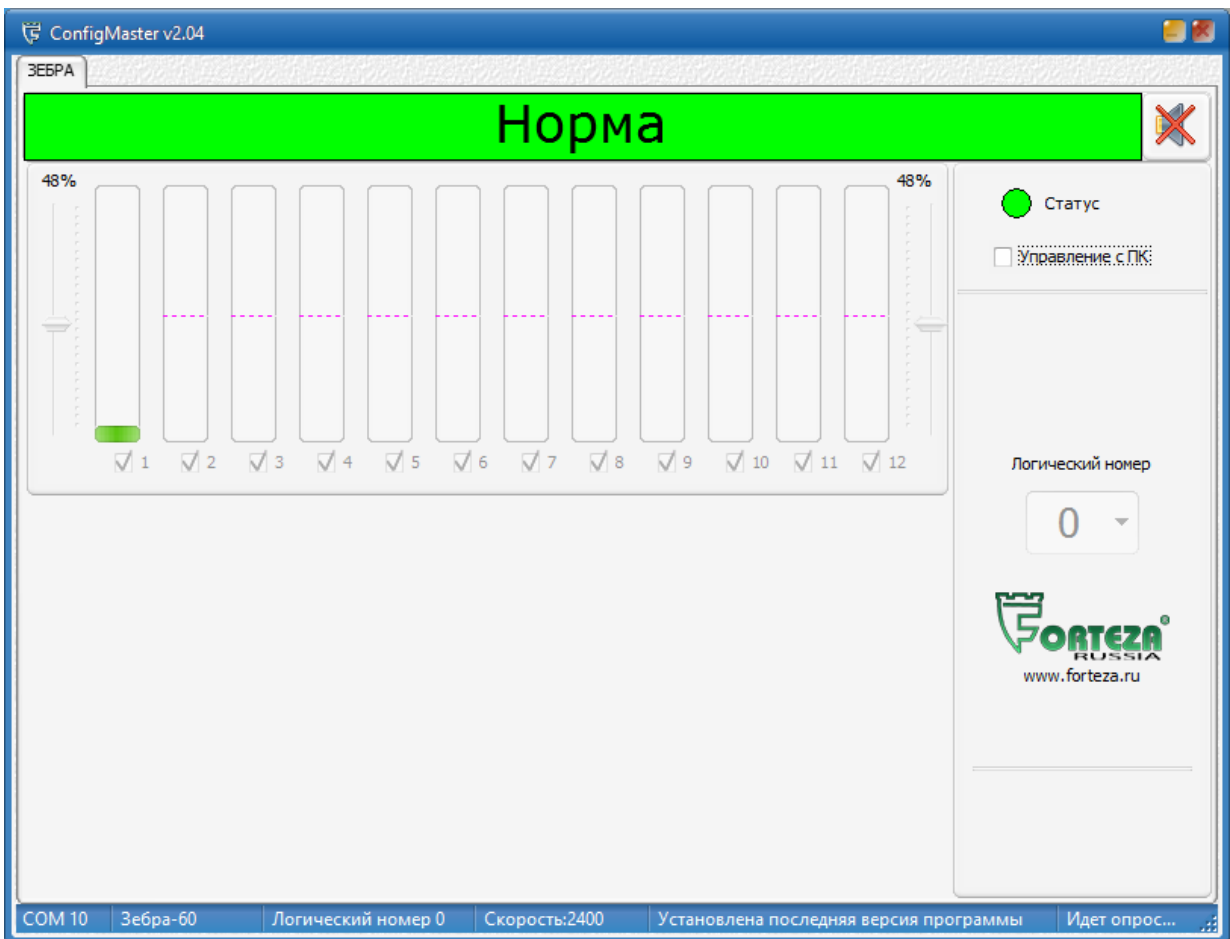 ConfigMaster v2.04
ЗЕБРА
Норма
48% 48%
Статус
Управление с ПК
1 2 3 4 5 6 7 8 9 10 11 12
Логический номер
0
FORTEZA®
RUSSIA
www.forteza.ru
COM 10 Зебра-60 Логический номер 0 Скорость:2400 Установлена последняя версия программы Идет опрос...